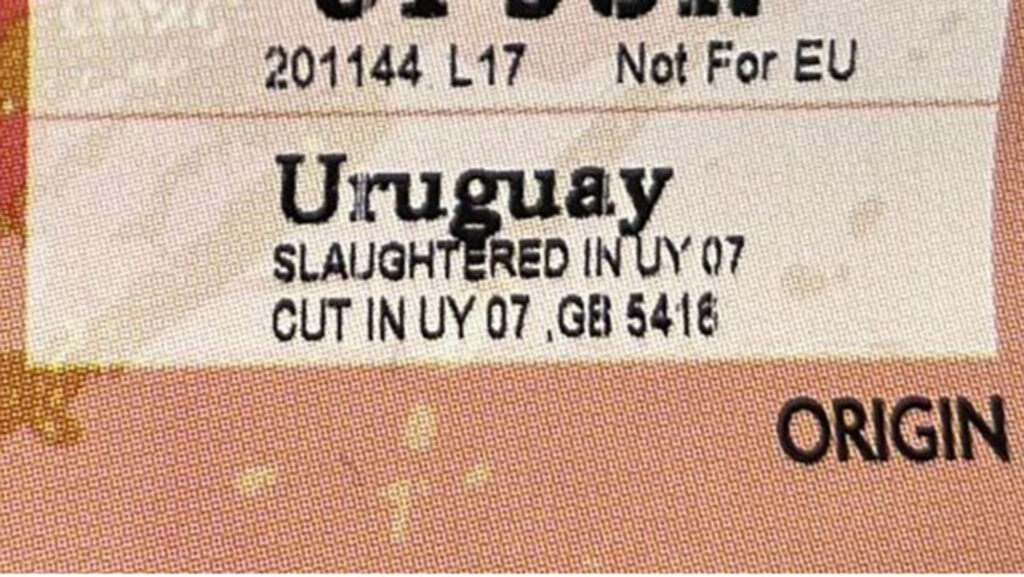 201144 L17 Not For EU
Uruguay
SLAUGHTERED IN UY 07
CUT IN UY 07 ,GB 5416
ORIGIN